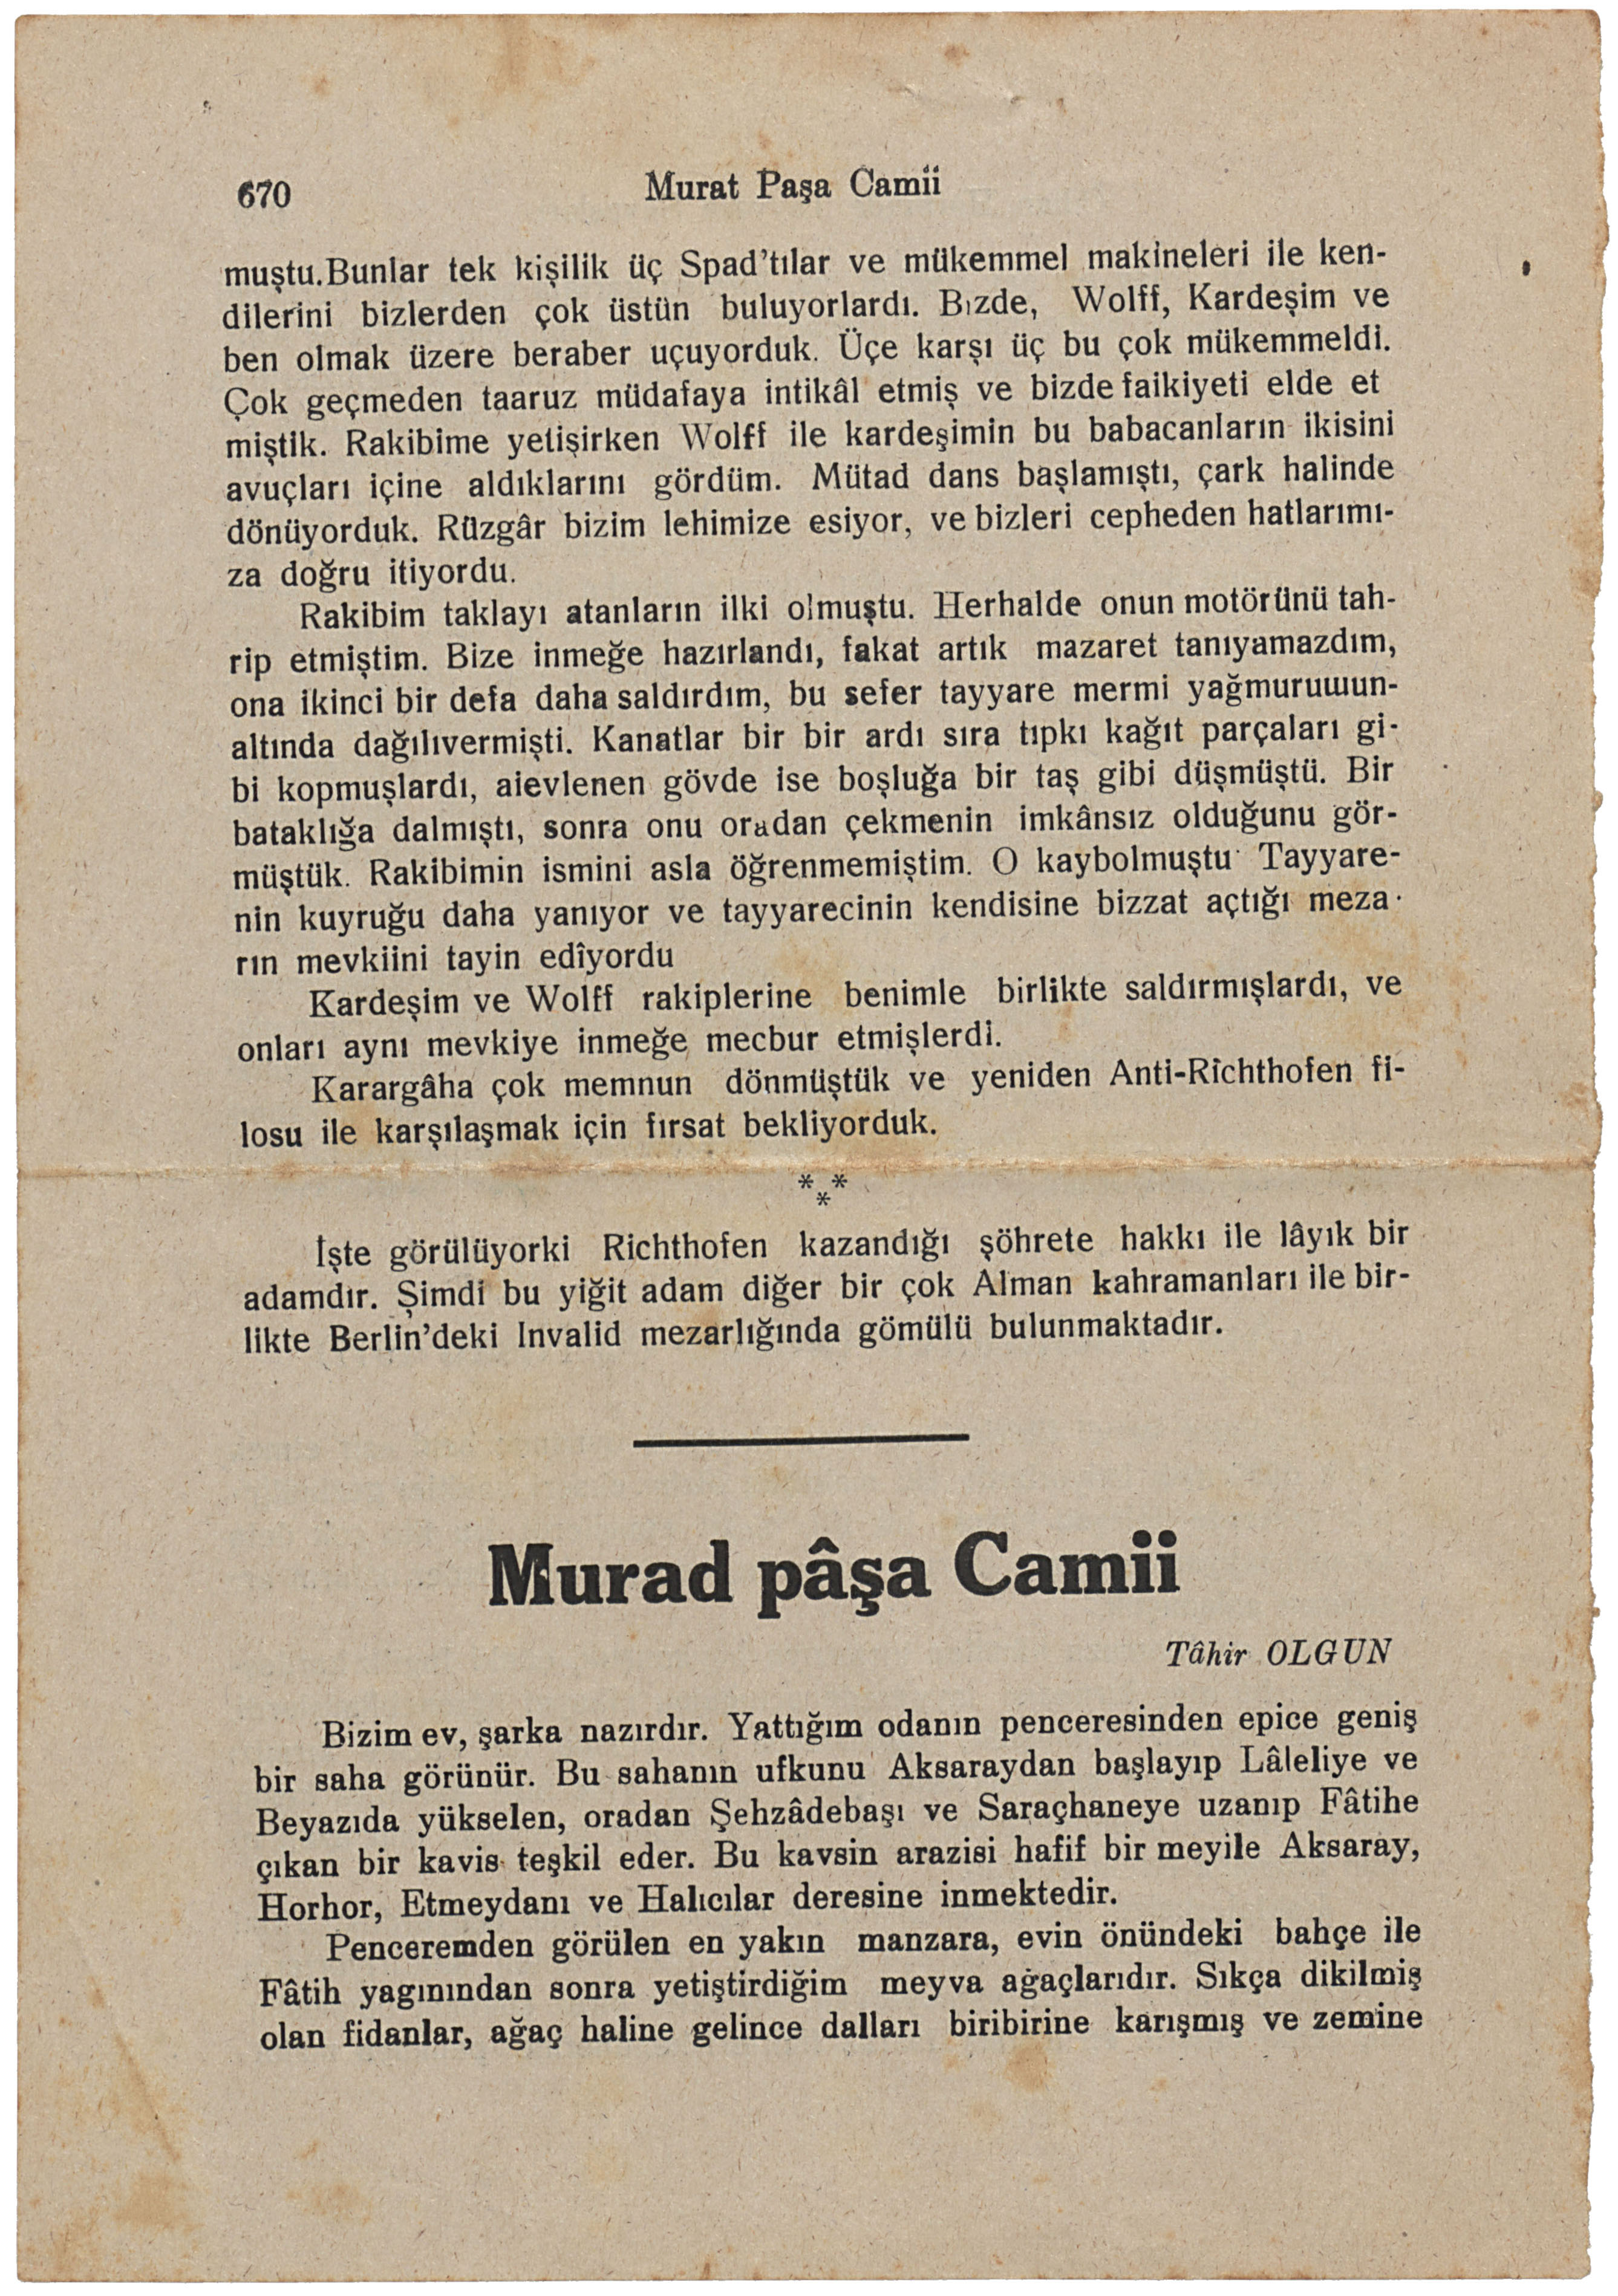 670
Murat Paşa Camii
muştu.Bunlar tek kişilik üç Spad'tılar ve mükemmel makineleri ile ken-
dilerini bizlerden çok üstün buluyorlardı. Bızde, Wolff, Kardeşim ve
ben olmak üzere beraber uçuyorduk. Üçe karşı üç bu çok mükemmeldi.
Çok geçmeden taaruz müdafaya intikâl etmiş ve bizde faikiyeti elde et
miştik. Rakibime yetişirken Wolff ile kardeşimin bu babacanların ikisini
avuçları içine aldıklarını gördüm. Mütad dans başlamıştı, çark halinde
dönüyorduk. Rüzgâr bizim lehimize esiyor, ve bizleri cepheden hatlarımı-
za doğru itiyordu.
Rakibim taklayı atanların ilki olmuştu. Herhalde onun motörünü tah-
rip etmiştim. Bize inmeğe hazırlandı, fakat artık mazaret tanıyamazdım,
ona ikinci bir defa daha saldırdım, bu sefer tayyare mermi yağmuruwun-
altında dağılıvermişti. Kanatlar bir bir ardı sıra tıpkı kağıt parçaları gi-
bi kopmuşlardı, aievlenen gövde ise boşluğa bir taş gibi düşmüştü. Bir
bataklığa dalmıştı, sonra onu oradan çekmenin imkânsız olduğunu gör-
müştük. Rakibimin ismini asla öğrenmemiştim. O kaybolmuştu· Tayyare-
nin kuyruğu daha yanıyor ve tayyarecinin kendisine bizzat açtığı meza·
rın mevkiini tayin edîyordu
Kardeşim ve Wolff rakiplerine benimle birlikte saldırmışlardı, ve
onları aynı mevkiye inmeğe mecbur etmişlerdi.
Karargâha çok memnun dönmüştük ve yeniden Anti-Rîchthofen fi-
losu ile karşılaşmak için fırsat bekliyorduk.
* * *
İşte görülüyorki Richthofen kazandığı şöhrete hakkı ile lâyık bir
adamdır. Şimdi bu yiğit adam diğer bir çok Alman kahramanları ile bir-
likte Berlin'deki Invalid mezarlığında gömülü bulunmaktadır.
Murad pâşa Camii
Tâhir OLGUN
Bizim ev, şarka nazırdır. Yattığım odanın penceresinden epice geniş
bir saha görünür. Bu sahanın ufkunu Aksaraydan başlayıp Lâleliye ve
Beyazıda yükselen, oradan Şehzâdebaşı ve Saraçhaneye uzanıp Fâtihe
çıkan bir kavis teşkil eder. Bu kavsin arazisi hafif bir meyile Aksaray,
Horhor, Etmeydanı ve Halıcılar deresine inmektedir.
Penceremden görülen en yakın manzara, evin önündeki bahçe ile
Fâtih yagınından sonra yetiştirdiğim meyva ağaçlarıdır. Sıkça dikilmiş
olan fidanlar, ağaç haline gelince dalları biribirine karışmış ve zemine